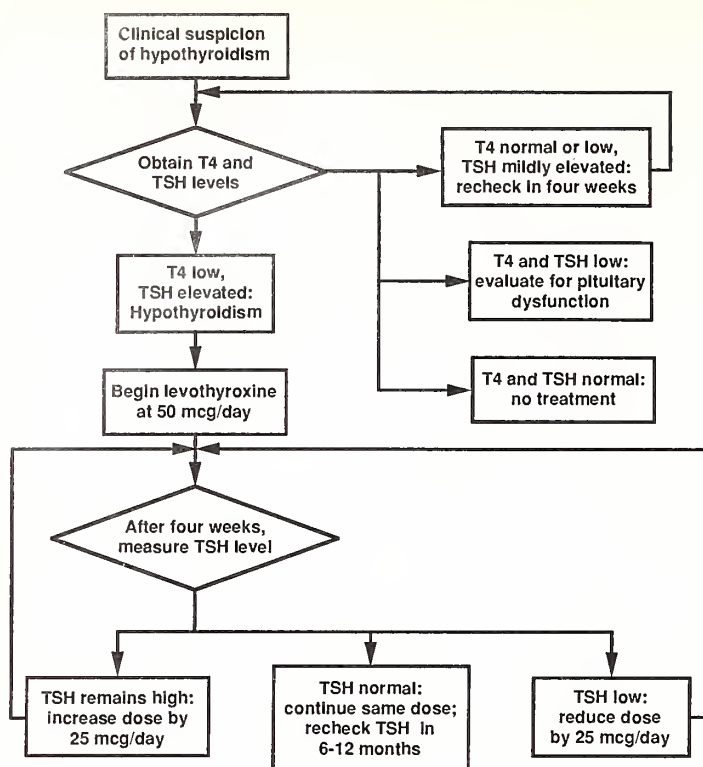 Clinical suspicion
of hypothyroidism
Obtain T4 and
TSH levels
T4 normal or low,
TSH mildly elevated:
recheck in four weeks
T4 low,
TSH elevated:
Hypothyroidism
T4 and TSH low:
evaluate for pituitary
dysfunction
Begin levothyroxine
at 50 mcg/day
T4 and TSH normal:
no treatment
After four weeks,
measure TSH level
TSH remains high:
increase dose by
25 mcg/day
TSH normal:
continue same dose;
recheck TSH in
6-12 months
TSH low:
reduce dose
by 25 mcg/day